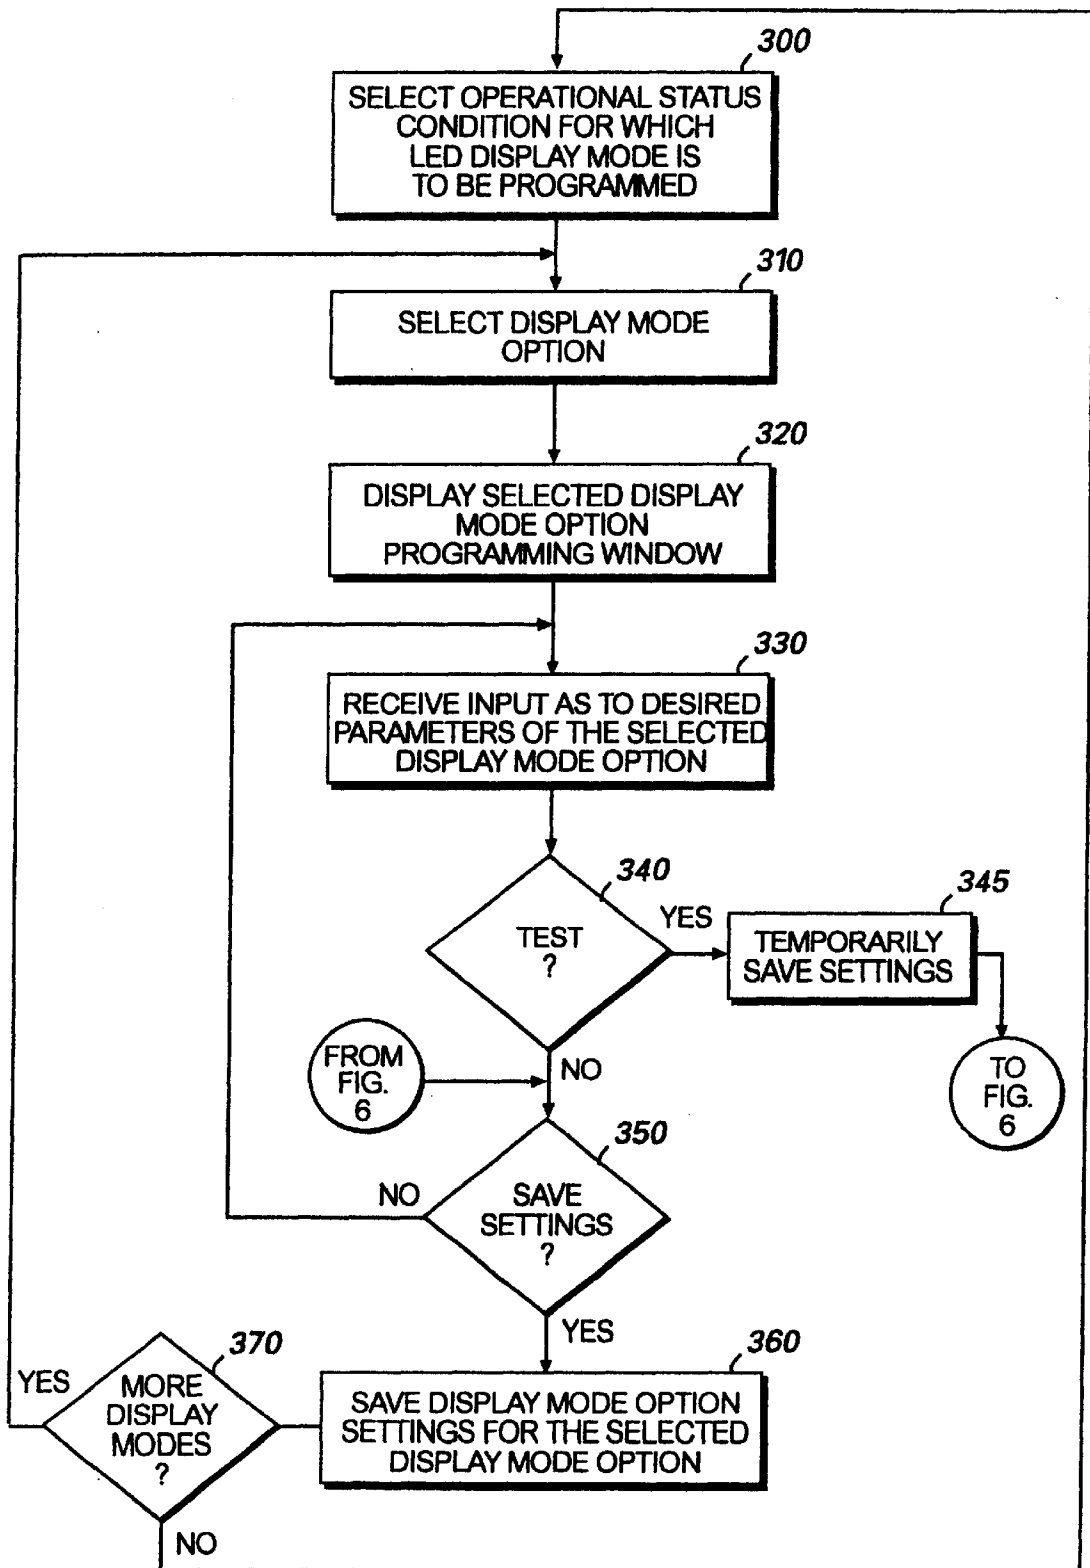 300
SELECT OPERATIONAL STATUS
CONDITION FOR WHICH
LED DISPLAY MODE IS
TO BE PROGRAMMED
310
SELECT DISPLAY MODE
OPTION
320
DISPLAY SELECTED DISPLAY
MODE OPTION
PROGRAMMING WINDOW
330
RECEIVE INPUT AS TO DESIRED
PARAMETERS OF THE SELECTED
DISPLAY MODE OPTION
340
TEST
?
YES
345
TEMPORARILY
SAVE SETTINGS
TO
FIG.
6
NO
FROM
FIG.
6
350
SAVE
SETTINGS
?
NO
YES
360
SAVE DISPLAY MODE OPTION
SETTINGS FOR THE SELECTED
DISPLAY MODE OPTION
370
MORE
DISPLAY
MODES
?
YES
NO